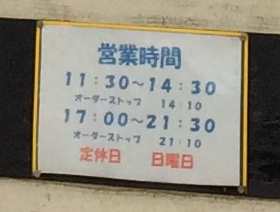 営業時間
11:30～14:30
オーダーストップ 14:10
17:00～21:30
オーダーストップ 21:10
定休日 日曜日